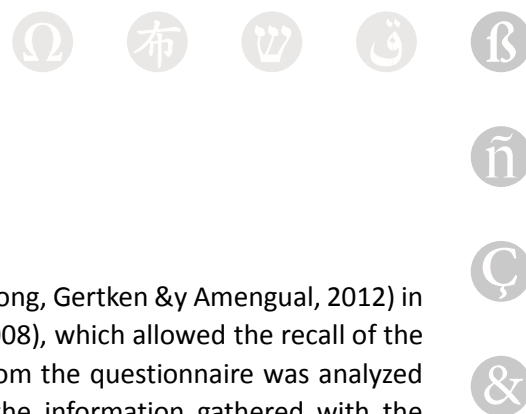 Ω 布 ש ڦ ß
ñ
Ç
ong, Gertken &y Amengual, 2012) in
08), which allowed the recall of the
&
om the questionnaire was analyzed
he information gathered with the